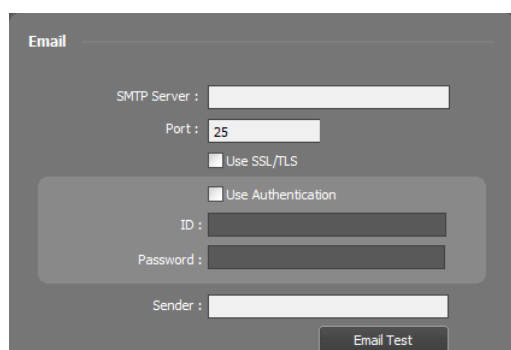 Email
SMTP Server :
Port : 25
Use SSL/TLS
Use Authentication
ID :
Password :
Sender :
Email Test